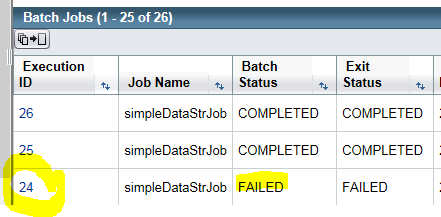 Batch Jobs (1 - 25 of 26)
Execution ID Job Name Batch Status Exit Status
26 simpleDataStrJob COMPLETED COMPLETED
25 simpleDataStrJob COMPLETED COMPLETED
24 simpleDataStrJob FAILED FAILED